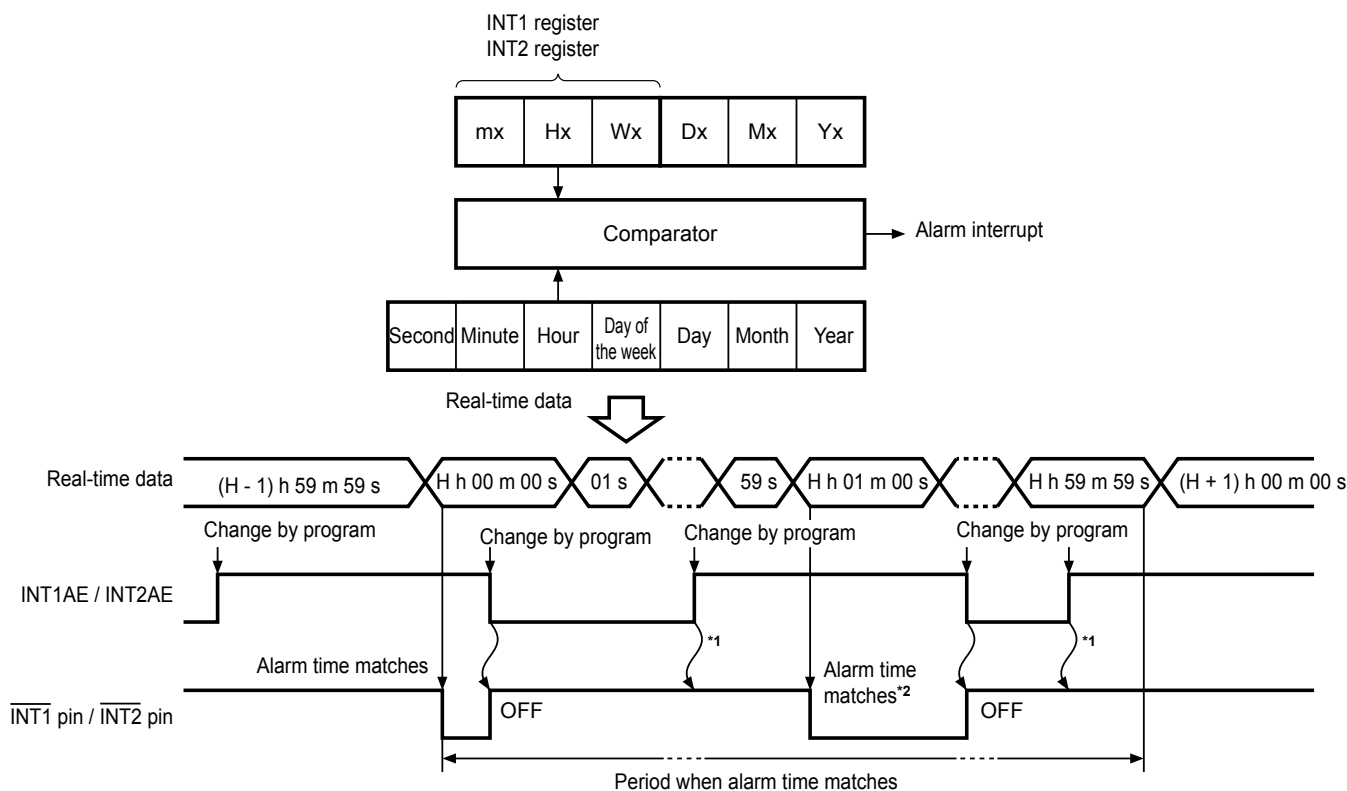 INT1 register
INT2 register
mx Hx Wx Dx Mx Yx
Comparator
Alarm interrupt
Second Minute Hour Day of the week Day Month Year
Real-time data
Real-time data (H - 1) h 59 m 59 s H h 00 m 00 s 01 s 59 s H h 01 m 00 s H h 59 m 59 s (H + 1) h 00 m 00 s
Change by program Change by program Change by program Change by program
INT1AE / INT2AE
*1 *1
Alarm time matches
Alarm time
matches*2
INT1 pin / INT2 pin
OFF OFF
Period when alarm time matches